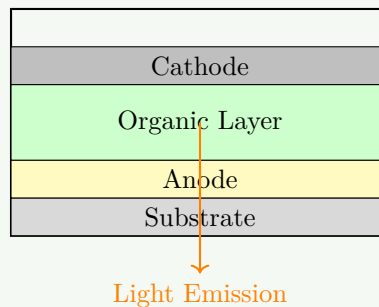 Cathode
Organic Layer
Anode
Substrate
Light Emission